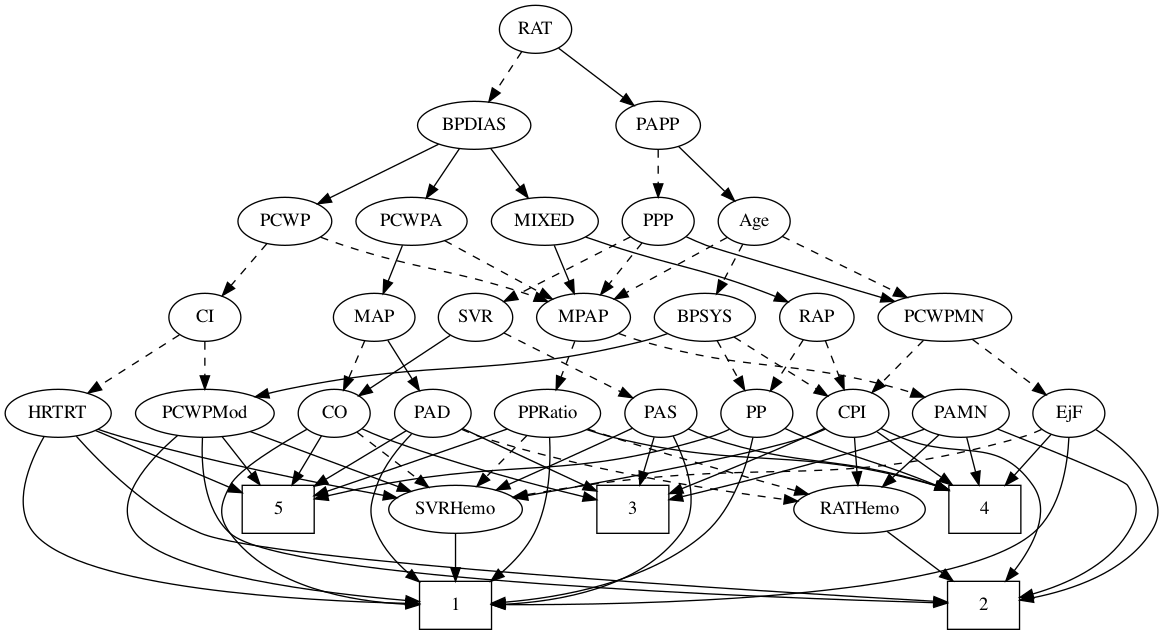 RAT
BPDIAS
PAPP
PCWP
PCWPA
MIXED
PPP
Age
CI
MAP
SVR
MPAP
BPSYS
RAP
PCWPMN
HRTRT
PCWPMod
CO
PAD
PPRatio
PAS
PP
CPI
PAMN
EjF
5
SVRHemo
3
RATHemo
4
1
2